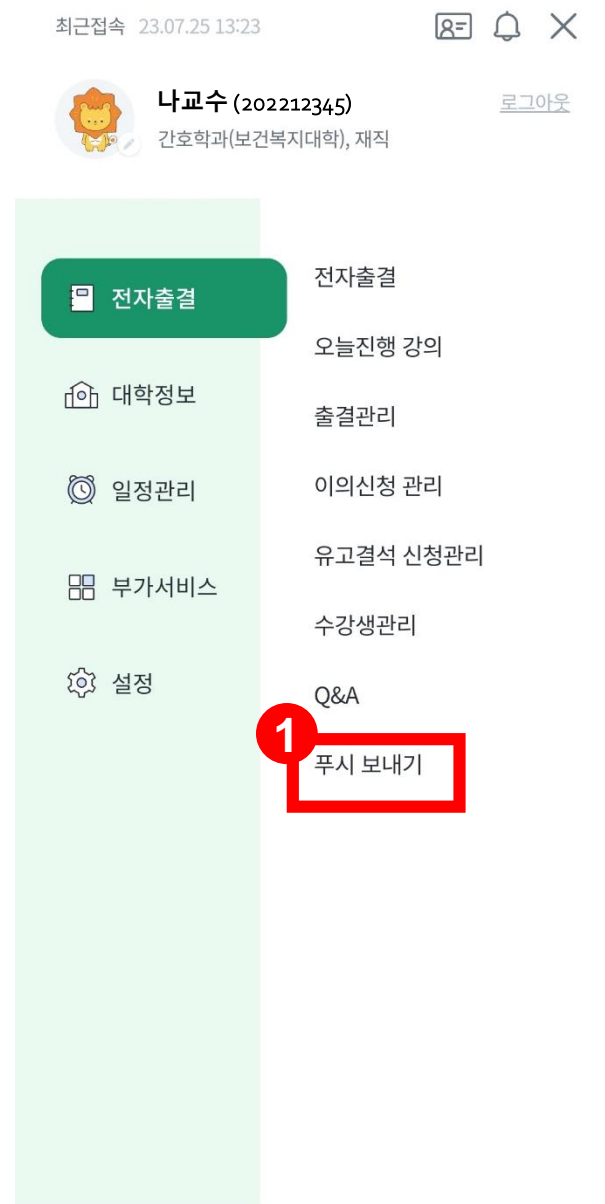 최근접속 23.07.25 13:23
나교수 (202212345)
로그아웃
간호학과(보건복지대학), 재직
전자출결
대학정보
일정관리
부가서비스
설정
전자출결
오늘진행 강의
출결관리
이의신청 관리
유고결석 신청관리
수강생관리
Q&A
1
푸시 보내기